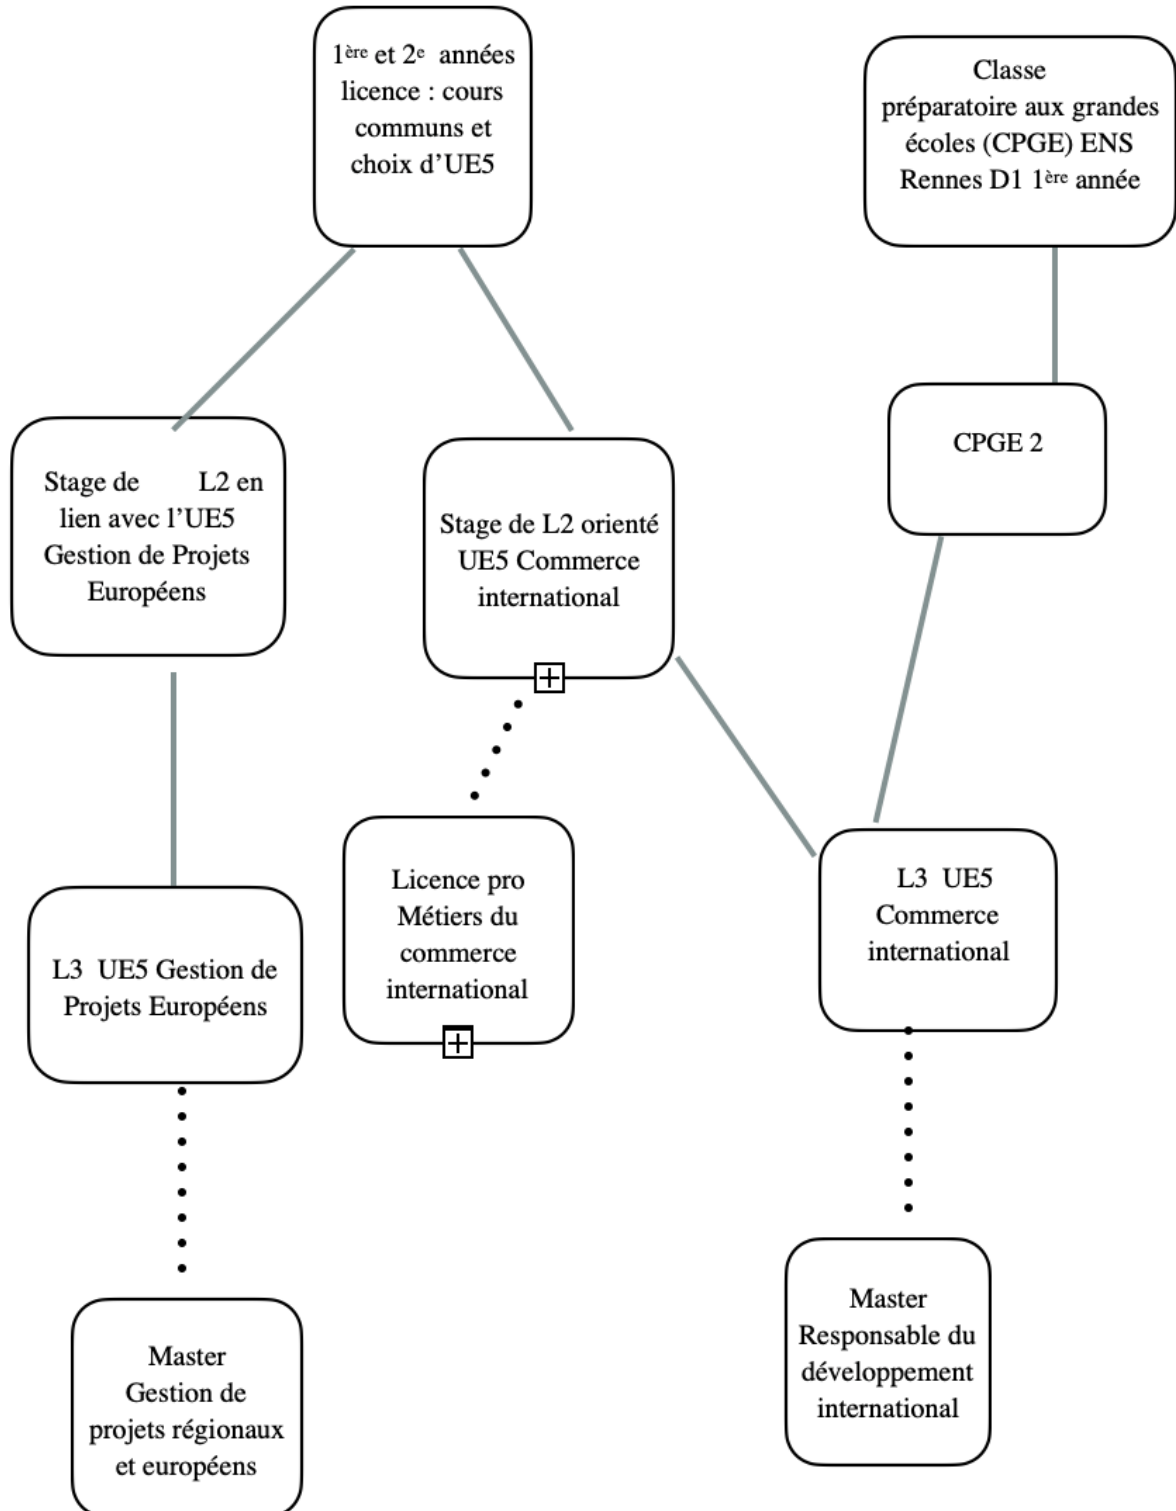 1ère et 2e années
licence : cours
communs et
choix d’UE5
Classe
préparatoire aux grandes
écoles (CPGE) ENS
Rennes D1 1ère année
CPGE 2
Stage de L2 en
lien avec l’UE5
Gestion de Projets
Européens
Stage de L2 orienté
UE5 Commerce
international
Licence pro
Métiers du
commerce
international
L3 UE5
Commerce
international
L3 UE5 Gestion de
Projets Européens
Master
Responsable du
développement
international
Master
Gestion de
projets régionaux
et européens